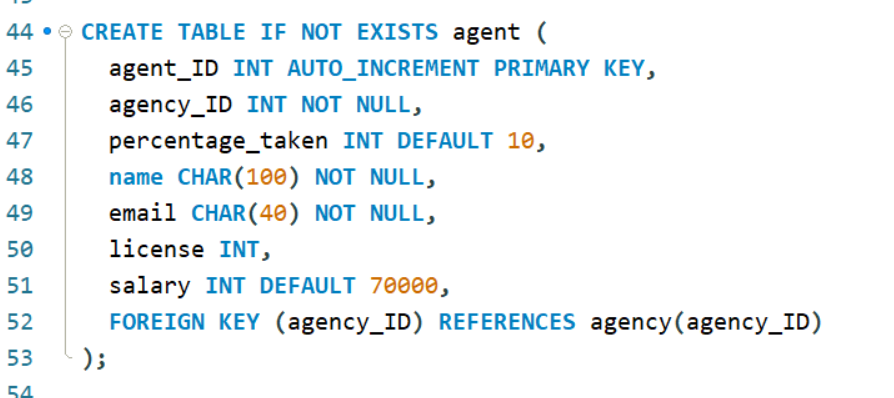 44 CREATE TABLE IF NOT EXISTS agent (
45 agent_ID INT AUTO_INCREMENT PRIMARY KEY,
46 agency_ID INT NOT NULL,
47 percentage_taken INT DEFAULT 10,
48 name CHAR(100) NOT NULL,
49 email CHAR(40) NOT NULL,
50 license INT,
51 salary INT DEFAULT 70000,
52 FOREIGN KEY (agency_ID) REFERENCES agency(agency_ID)
53 );
54